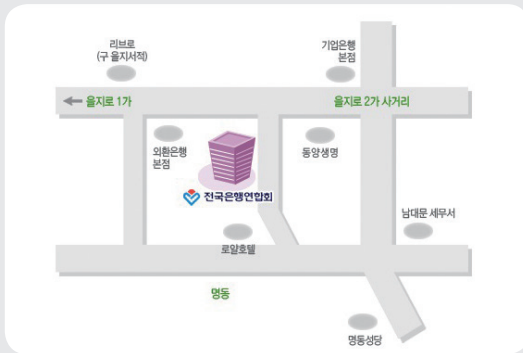 리브로
(구 을지서적)
기업은행
본점
을지로 1가
을지로 2가 사거리
외환은행
본점
동양생명
전국은행연합회
남대문 세무서
로얄호텔
명동
명동성당